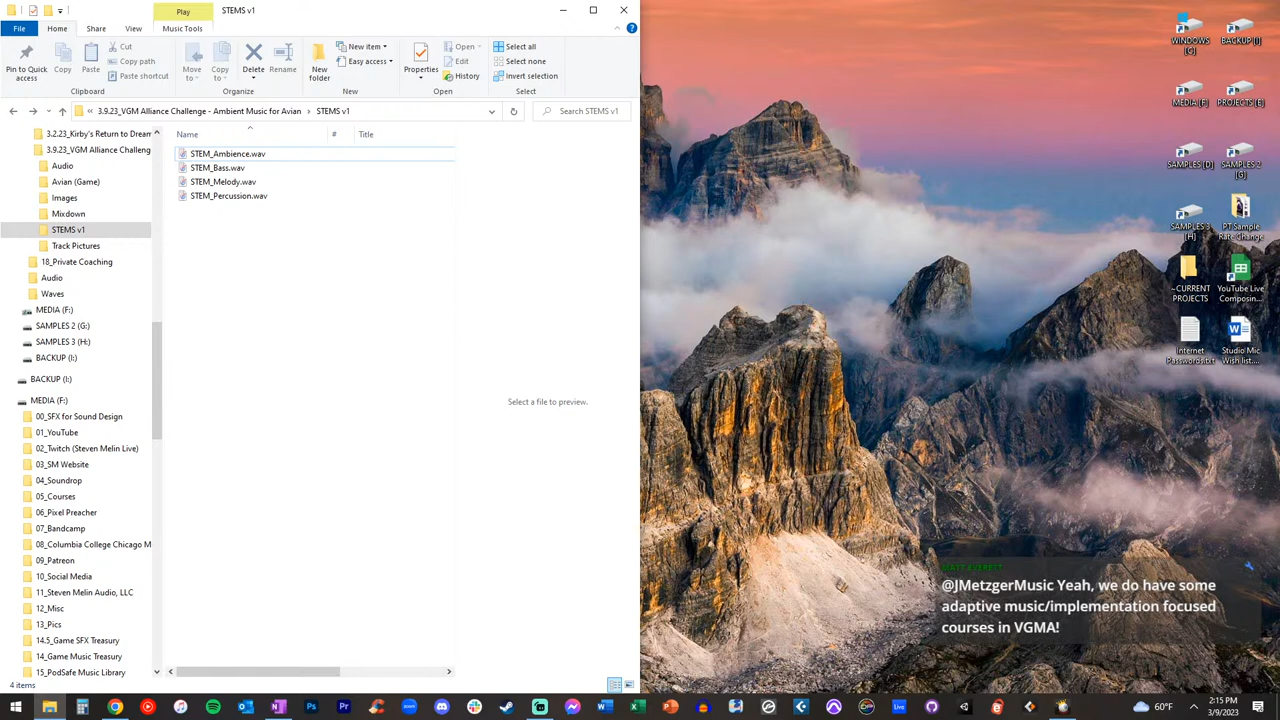 Play
STEMS v1
File
Home
Share
View
Music Tools
Pin to Quick access
Copy
Paste
Cut
Copy path
Paste shortcut
Clipboard
Move to
Copy to
Delete
Rename
Organize
New folder
New item
Easy access
New
Properties
Open
Edit
History
Open
Select all
Select none
Invert selection
Select
« 3.9.23_VGM Alliance Challenge - Ambient Music for Avian > STEMS v1
Search STEMS v1
Name
#
Title
STEM_Ambience.wav
STEM_Bass.wav
STEM_Melody.wav
STEM_Percussion.wav
3.2.23_Kirby's Return to Dream
3.9.23_VGM Alliance Challeng
Audio
Avian (Game)
Images
Mixdown
STEMS v1
Track Pictures
18_Private Coaching
Audio
Waves
MEDIA (F:)
SAMPLES 2 (G:)
SAMPLES 3 (H:)
BACKUP (I:)
BACKUP (I:)
MEDIA (F:)
00_SFX for Sound Design
01_YouTube
02_Twitch (Steven Melin Live)
03_SM Website
04_Soundrop
05_Courses
06_Pixel Preacher
07_Bandcamp
08_Columbia College Chicago M
09_Patreon
10_Social Media
11_Steven Melin Audio, LLC
12_Misc
13_Pics
14.5_Game SFX Treasury
14_Game Music Treasury
15_PodSafe Music Library
4 items
Select a file to preview.
WINDOWS
BACKUP [I]
MEDIA [F]
PROJECTS [E]
SAMPLES [D]
SAMPLES 2 [G]
SAMPLES 3 [H]
PT Sample Rate Change
~CURRENT PROJECTS
YouTube Live Composin...
Internet Passwords.txt
Studio Mic Wish list....
MATT EVERETT
@JMetzgerMusic Yeah, we do have some
adaptive music/implementation focused
courses in VGMA!
60°F
2:15 PM
3/9/2023